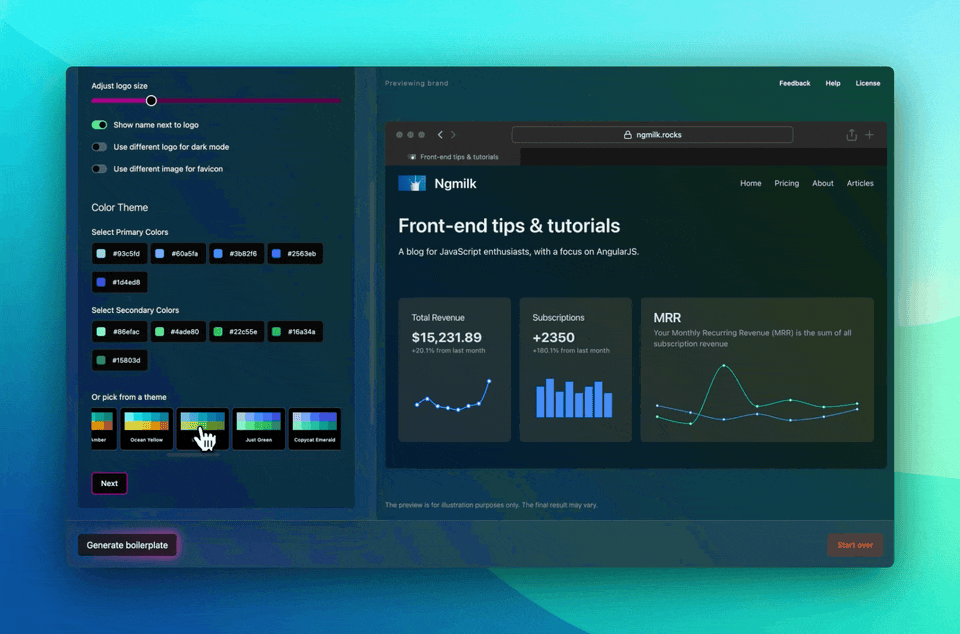 Adjust logo size
Show name next to logo
Use different logo for dark mode
Use different image for favicon
Color Theme
Select Primary Colors
#93c5fd #60a5fa #3b82f6 #2563eb
#1d4ed8
Select Secondary Colors
#86efac #4ade80 #22c55e #16a34a
#15803d
Or pick from a theme
Amber Ocean Yellow Just Green Copycat Emerald
Next
Previewing brand
Feedback Help License
ngmilk.rocks
Front-end tips & tutorials
Ngmilk
Home Pricing About Articles
Front-end tips & tutorials
A blog for JavaScript enthusiasts, with a focus on AngularJS.
Total Revenue
$15,231.89
+20.1% from last month
Subscriptions
+2350
+180.1% from last month
MRR
Your Monthly Recurring Revenue (MRR) is the sum of all
subscription revenue
The preview is for illustration purposes only. The final result may vary.
Generate boilerplate
Start over